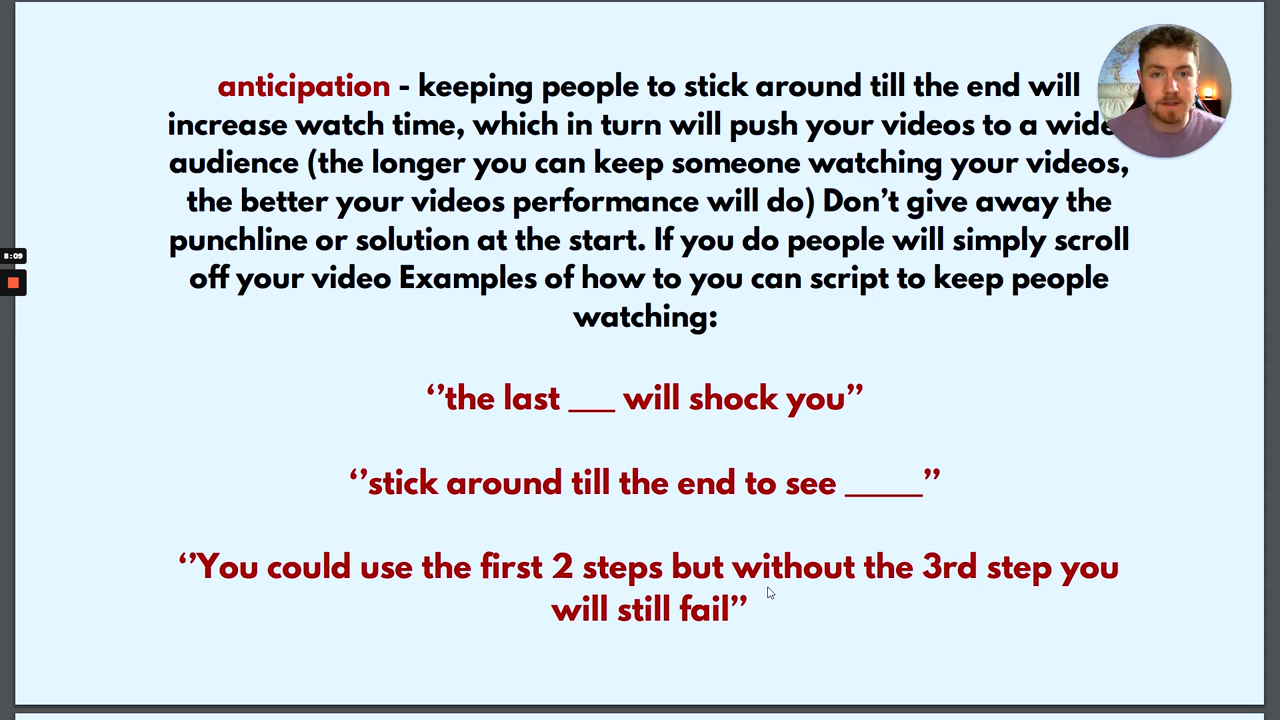 anticipation - keeping people to stick around till the end will
increase watch time, which in turn will push your videos to a wide
audience (the longer you can keep someone watching your videos,
the better your videos performance will do) Don’t give away the
punchline or solution at the start. If you do people will simply scroll
off your video Examples of how to you can script to keep people
watching:
8:09
‘’the last ___ will shock you’’
‘’stick around till the end to see _____’’
‘’You could use the first 2 steps but without the 3rd step you
will still fail’’